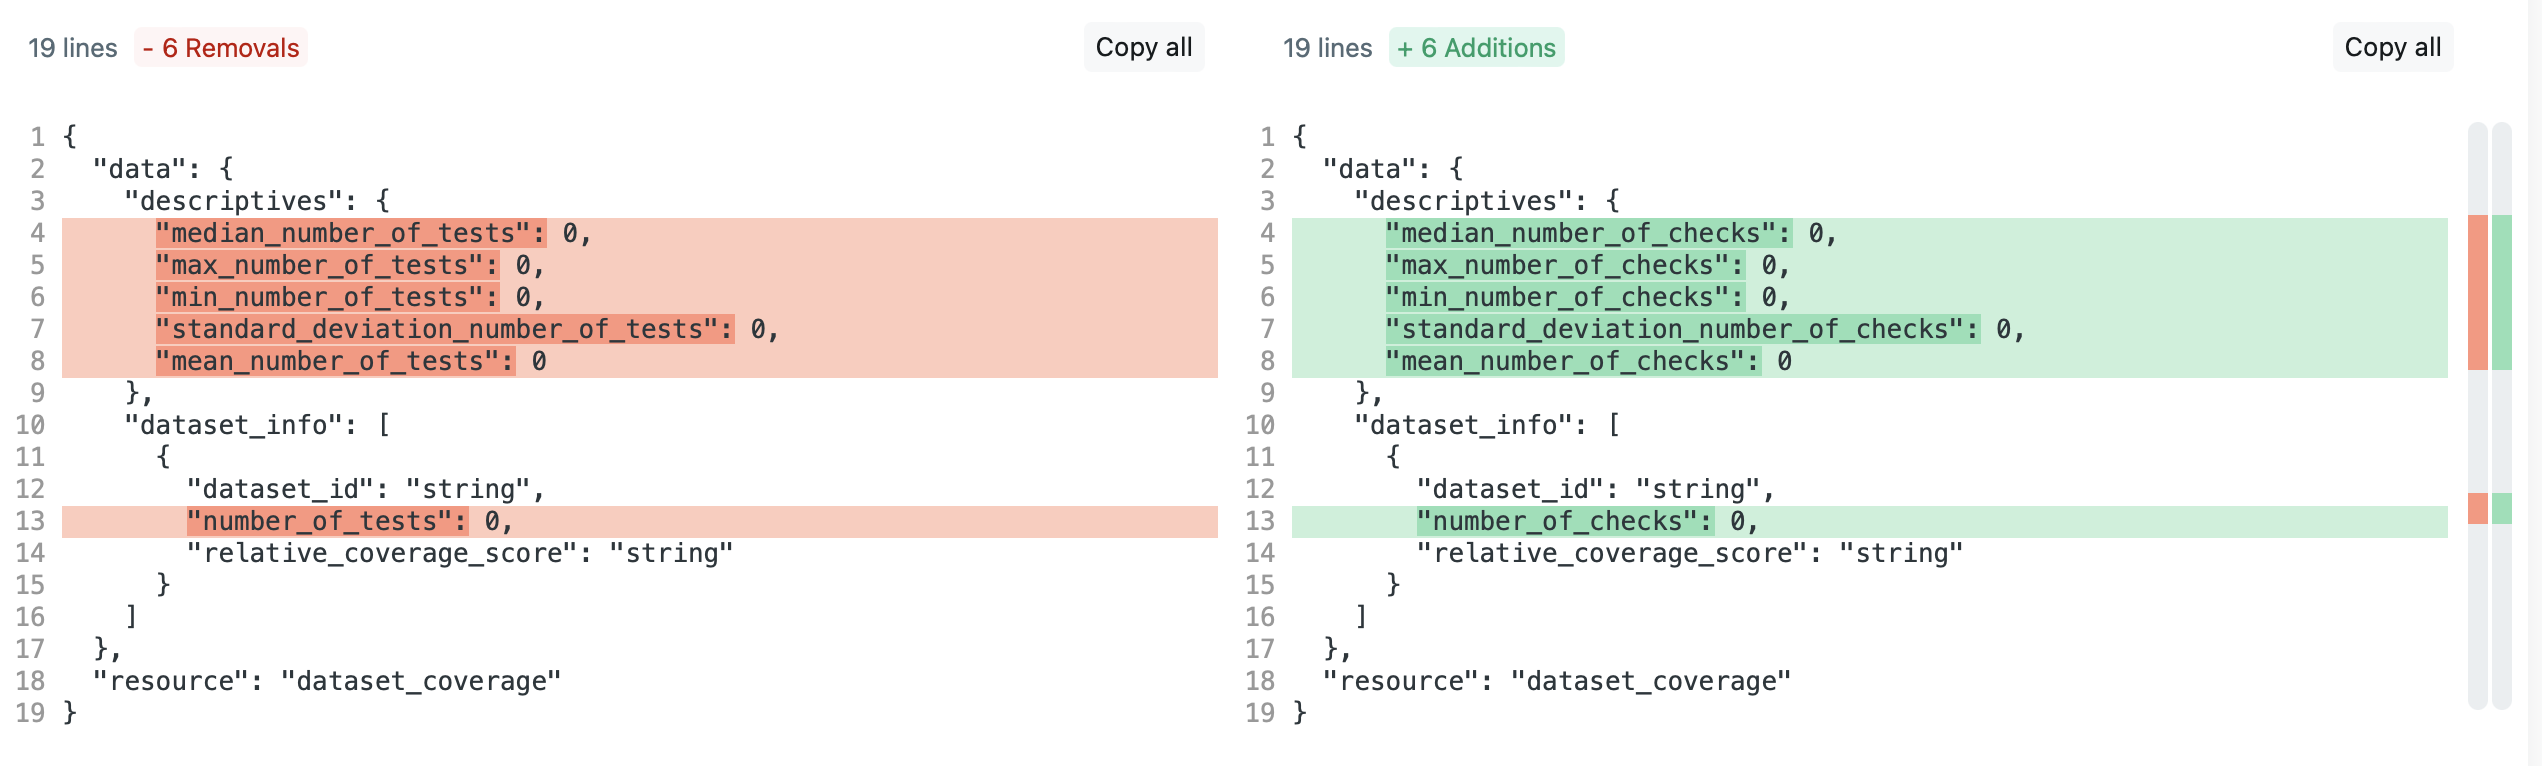 19 lines - 6 Removals Copy all
1 {
2   "data": {
3     "descriptives": {
4       "median_number_of_tests": 0,
5       "max_number_of_tests": 0,
6       "min_number_of_tests": 0,
7       "standard_deviation_number_of_tests": 0,
8       "mean_number_of_tests": 0
9     },
10     "dataset_info": [
11       {
12         "dataset_id": "string",
13         "number_of_tests": 0,
14         "relative_coverage_score": "string"
15       }
16     ]
17   },
18   "resource": "dataset_coverage"
19 }
19 lines + 6 Additions Copy all
1 {
2   "data": {
3     "descriptives": {
4       "median_number_of_checks": 0,
5       "max_number_of_checks": 0,
6       "min_number_of_checks": 0,
7       "standard_deviation_number_of_checks": 0,
8       "mean_number_of_checks": 0
9     },
10     "dataset_info": [
11       {
12         "dataset_id": "string",
13         "number_of_checks": 0,
14         "relative_coverage_score": "string"
15       }
16     ]
17   },
18   "resource": "dataset_coverage"
19 }